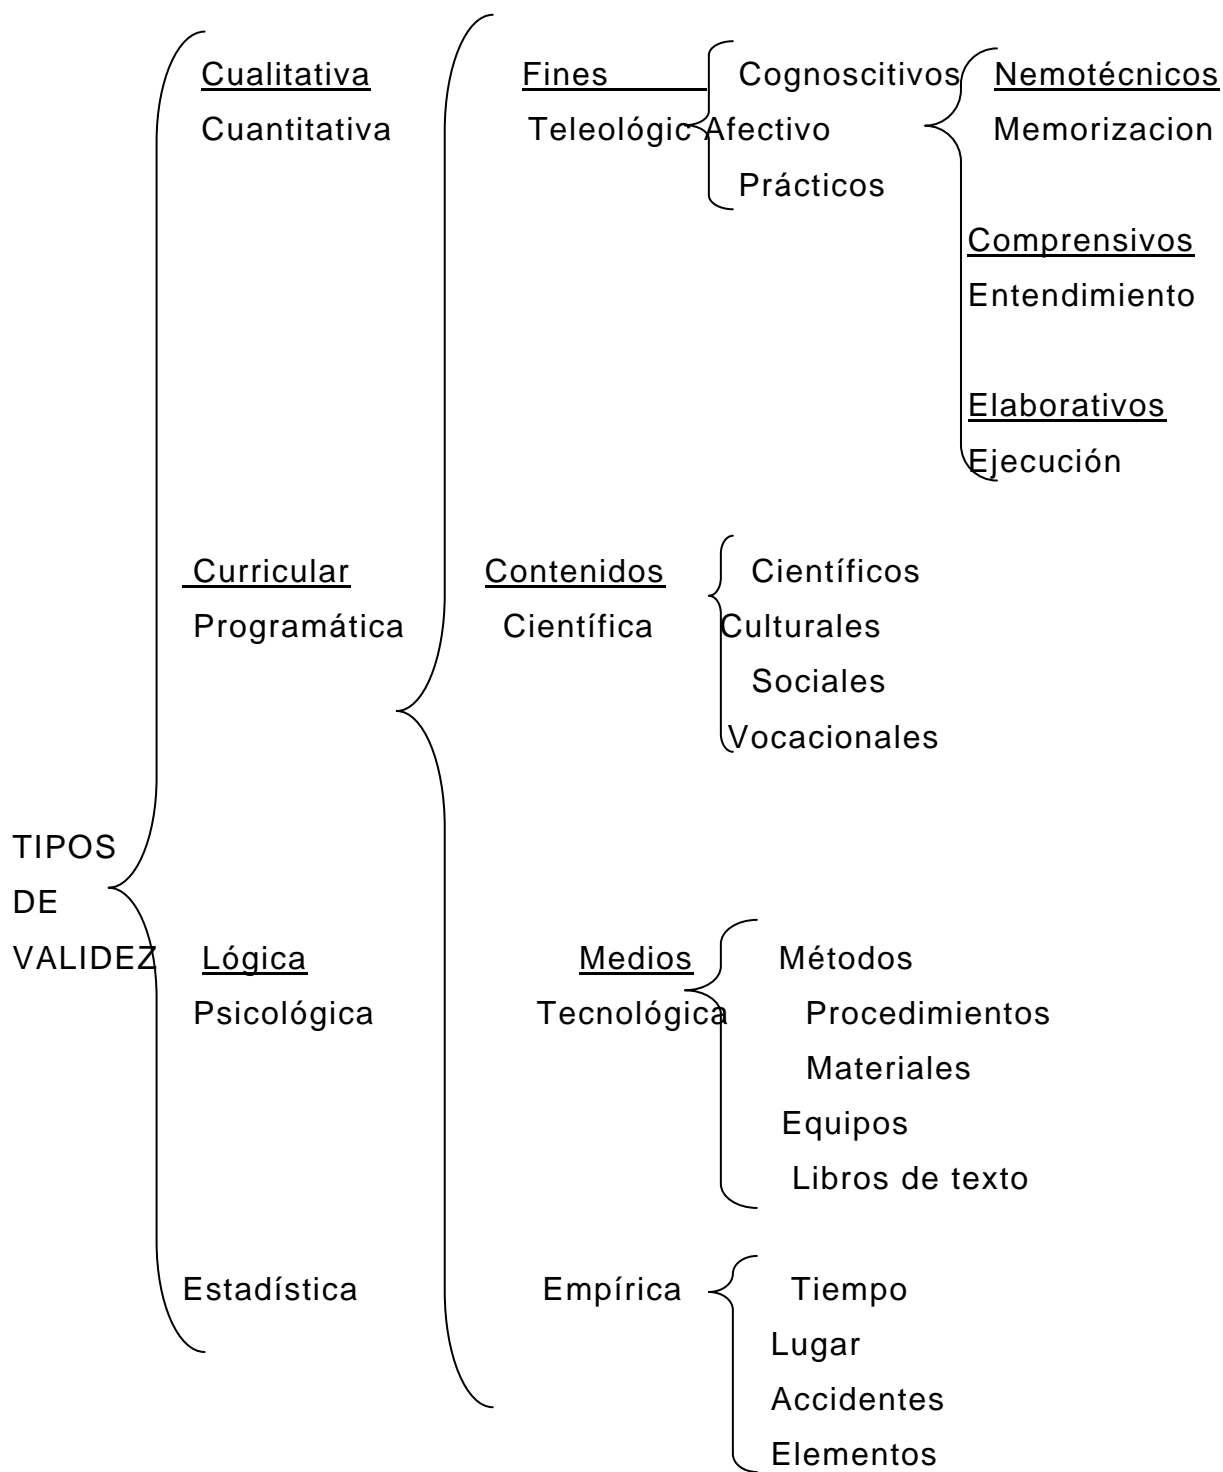 Cualitativa Fines Cognoscitivos Nemotécnicos
Cuantitativa Teleológic Afectivo Memorizacion
Prácticos
Comprensivos
Entendimiento
Elaborativos
Ejecución
Curricular Contenidos Científicos
Programática Científica Culturales
Sociales
Vocacionales
TIPOS
DE
VALIDEZ Lógica Medios Métodos
Psicológica Tecnológica Procedimientos
Materiales
Equipos
Libros de texto
Estadística Empírica Tiempo
Lugar
Accidentes
Elementos